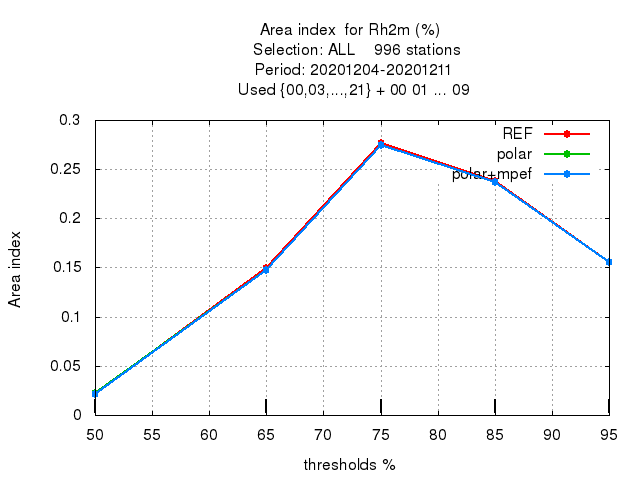 Area index for Rh2m (%)
Selection: ALL 996 stations
Period: 20201204-20201211
Used {00,03,...,21} + 00 01 ... 09
0.3
0.25
0.2
0.15
0.1
0.05
0
Area index
REF
polar
polar+mpef
50 55 60 65 70 75 80 85 90 95
thresholds %